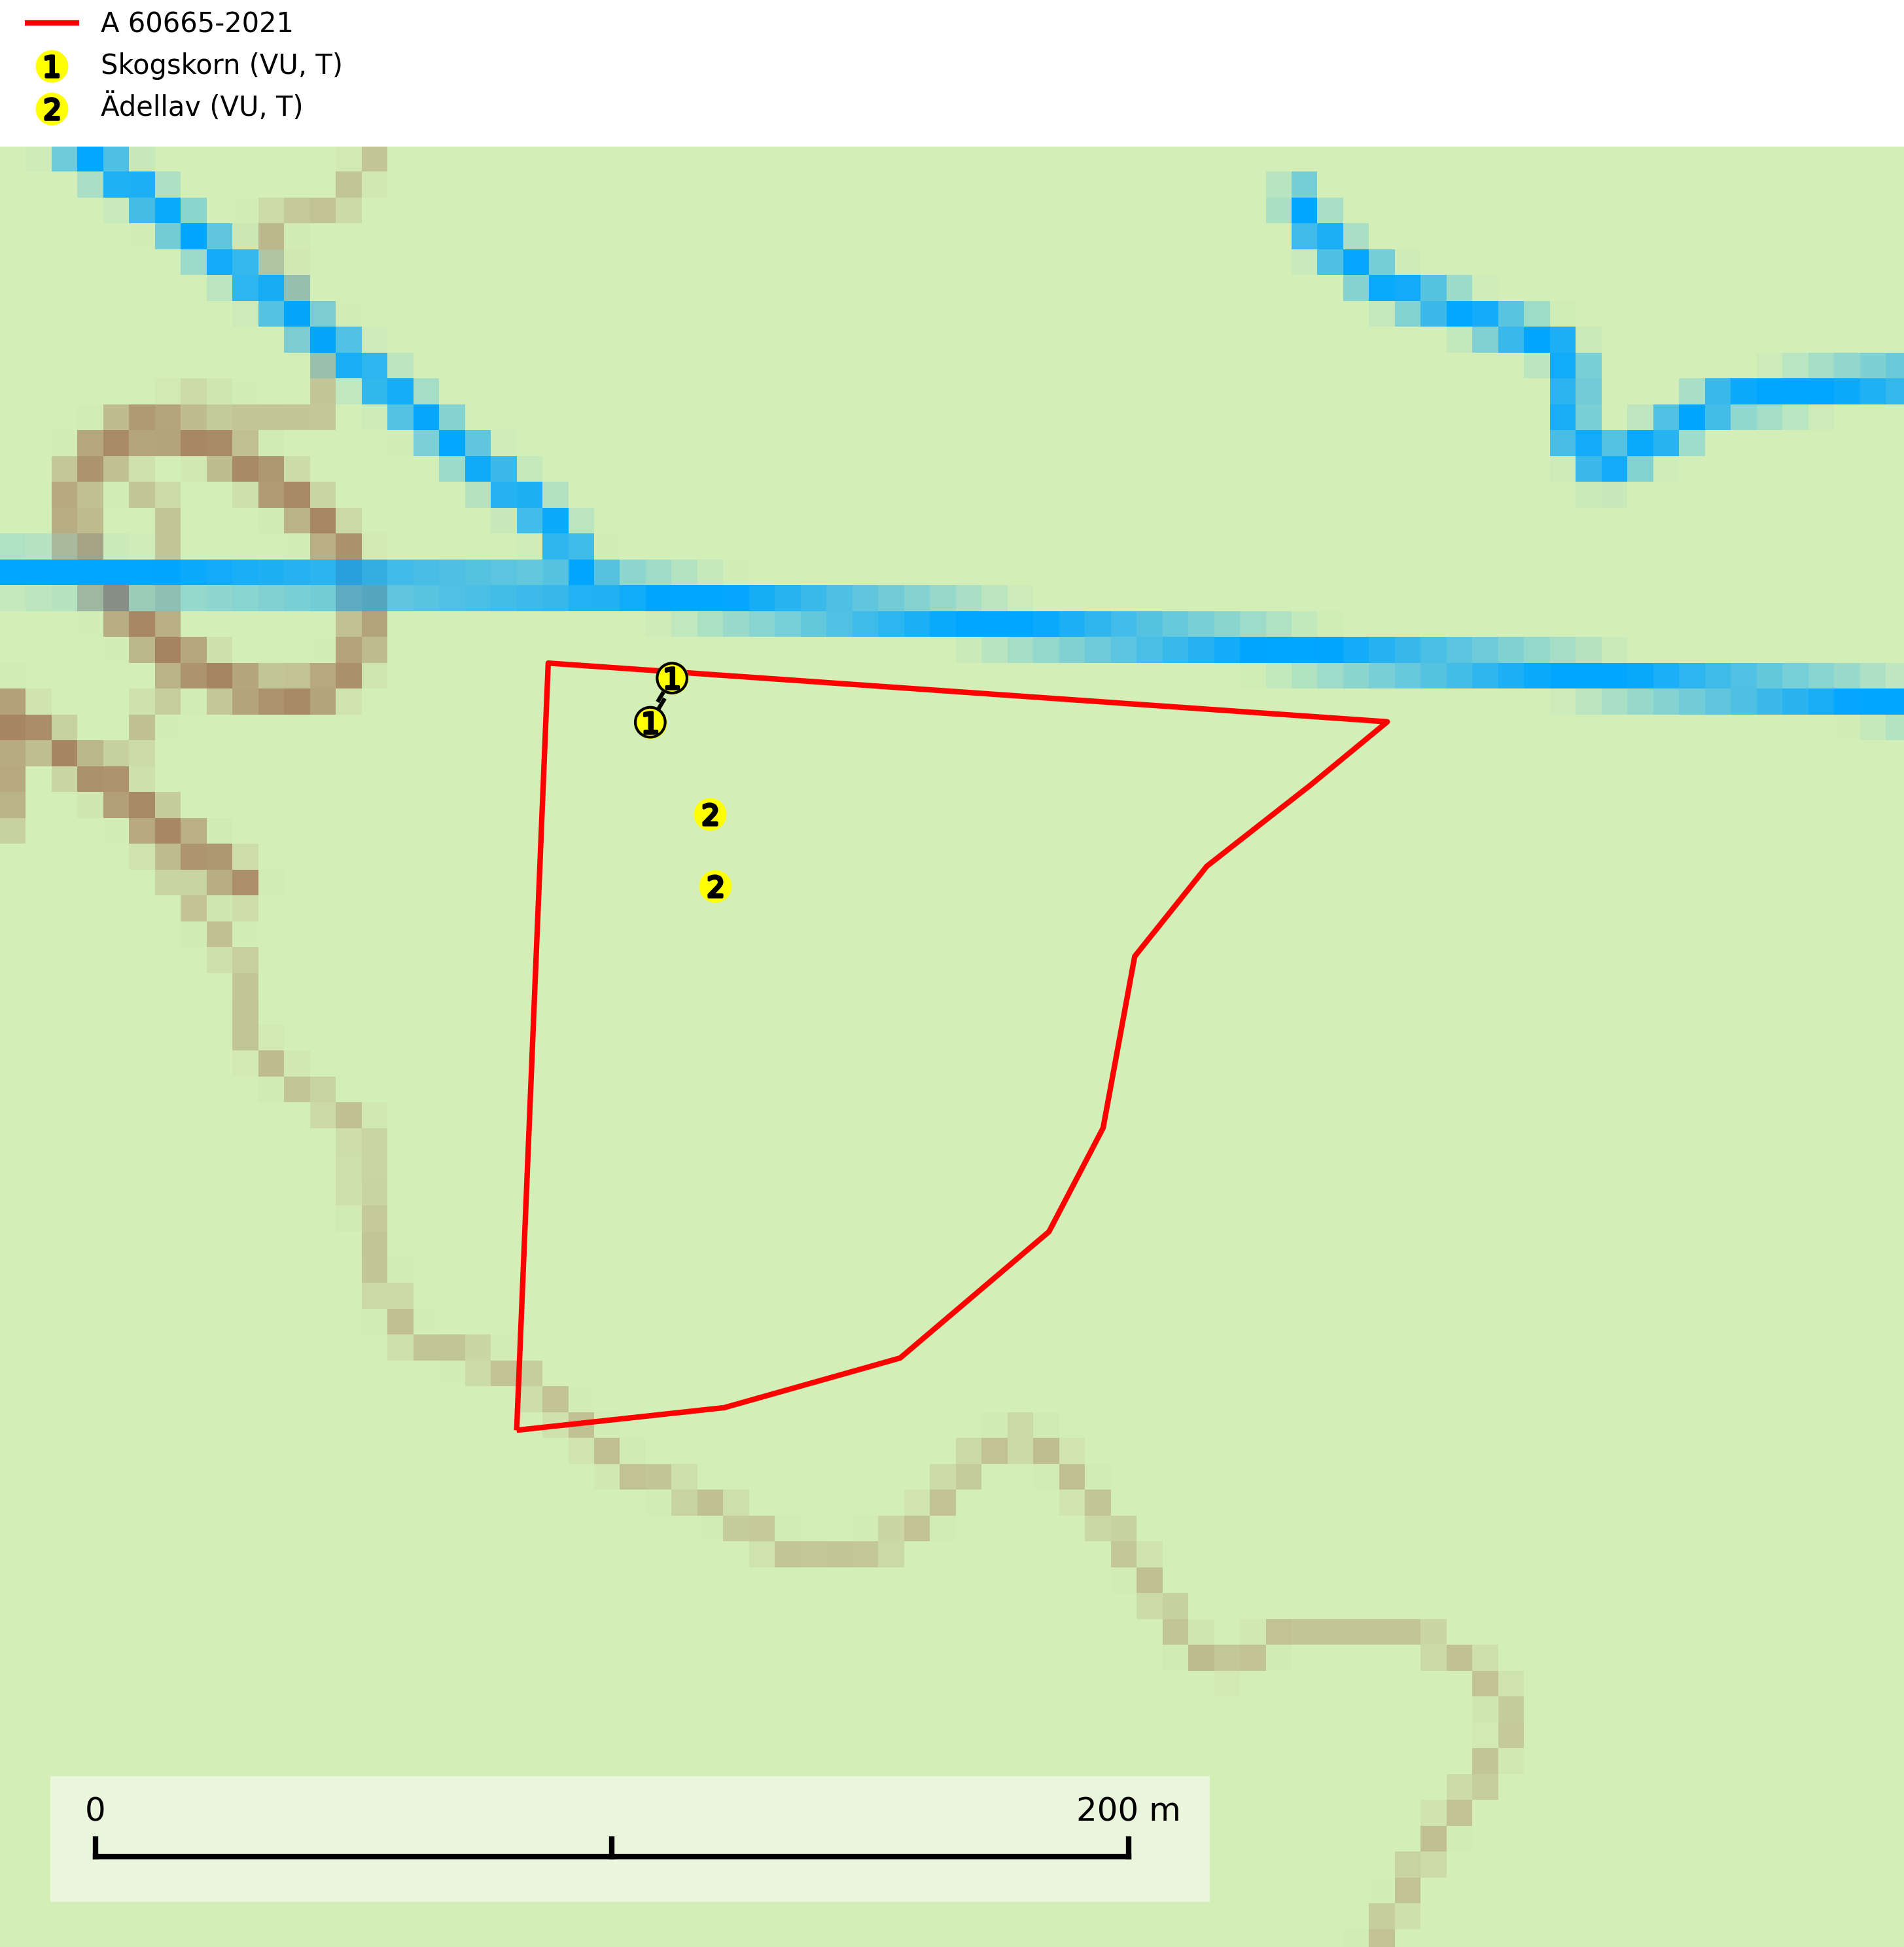 A 60665-2021
1 Skogskorn (VU, T)
2 Ädellav (VU, T)
1
1
2
2
0 200 m